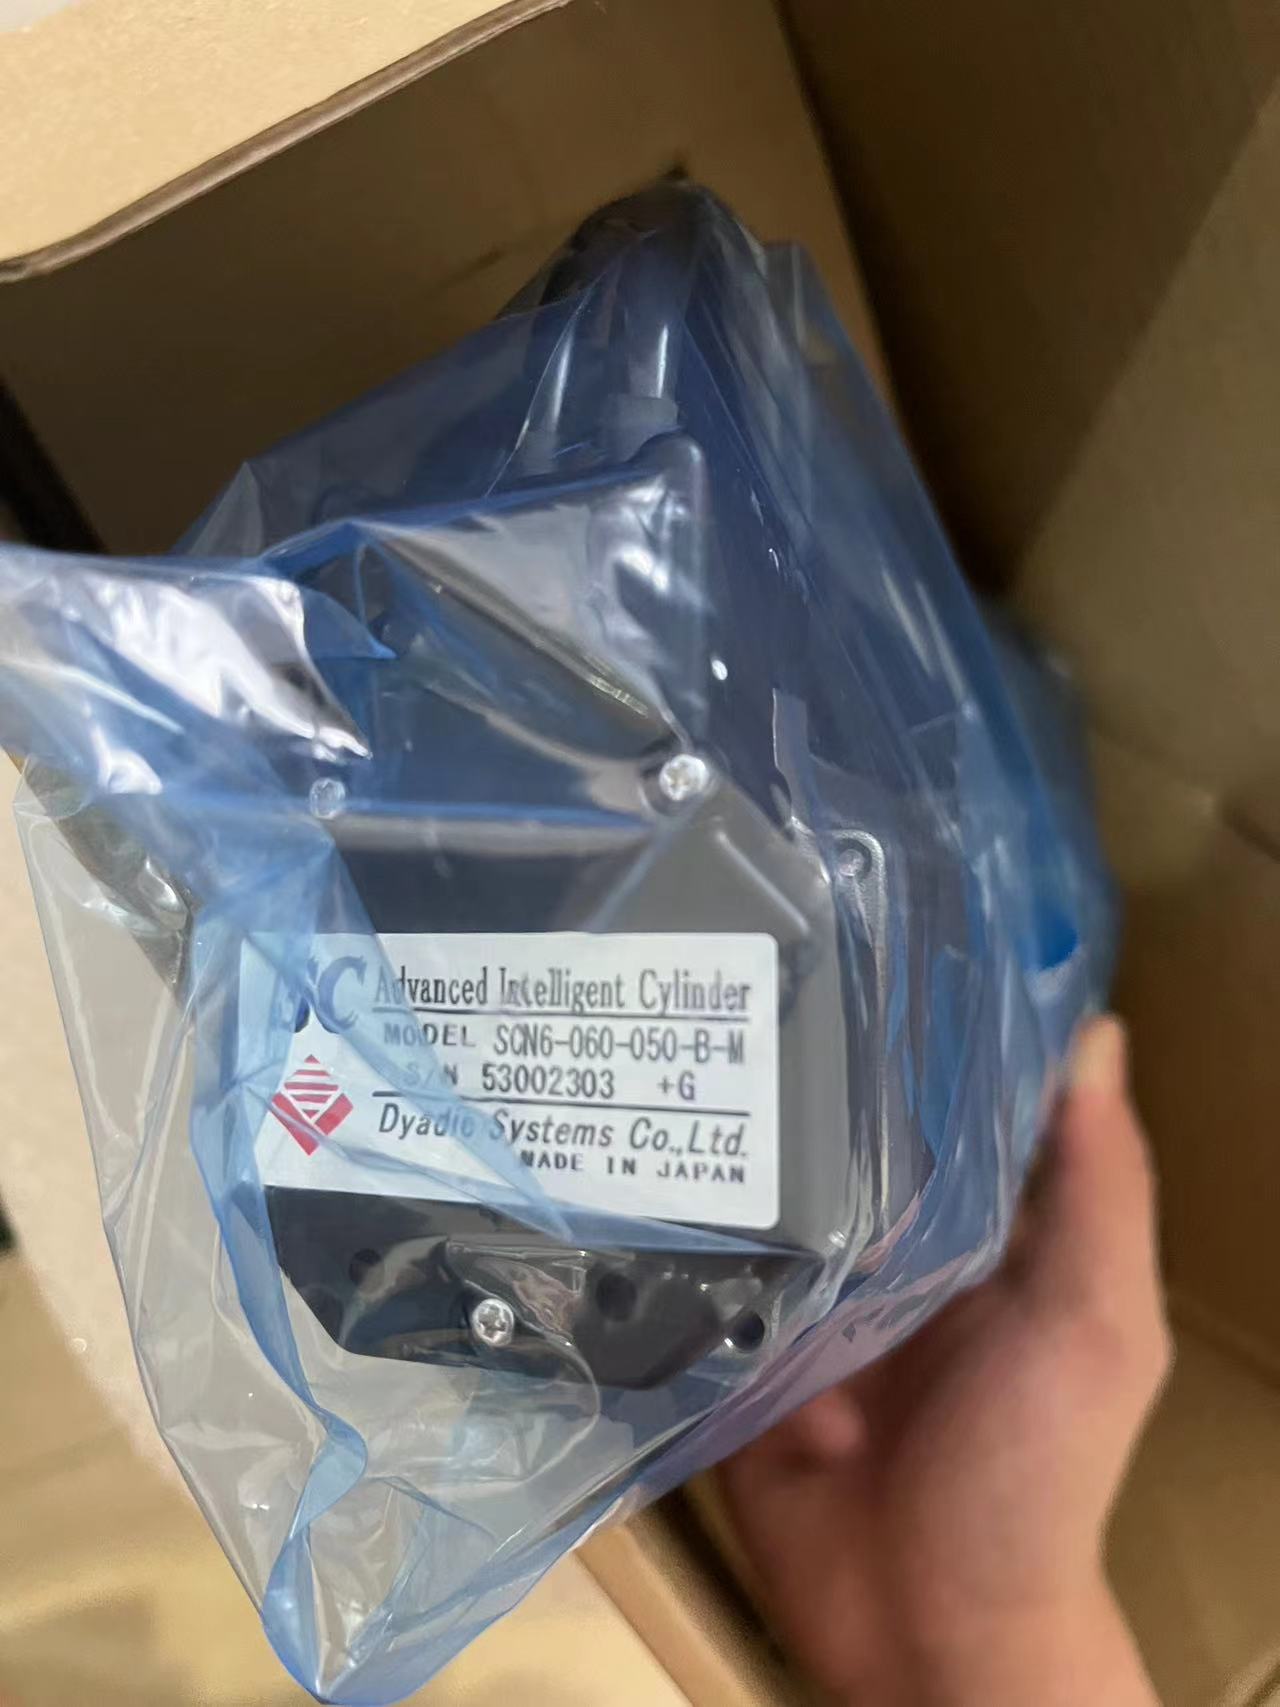 Advanced Intelligent Cylinder
MODEL SCN6-060-050-B-M
S/N 53002303 +G
Dyadic Systems Co.,Ltd.
MADE IN JAPAN